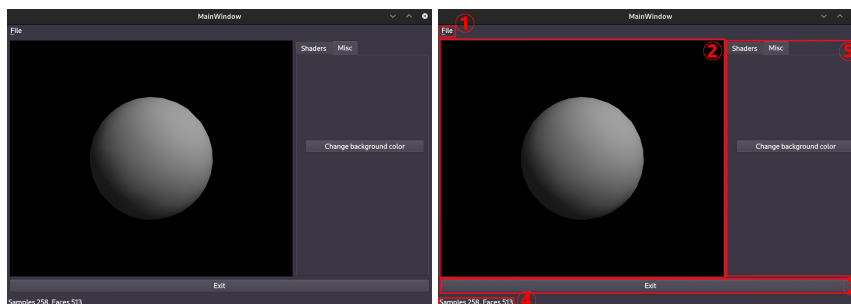 MainWindow
File
Shaders Misc
Change background color
Exit
Samples 258, Faces 513
MainWindow
File ①
② Shaders Misc ⑤
Change background color
Exit
Samples 258, Faces 513 ④